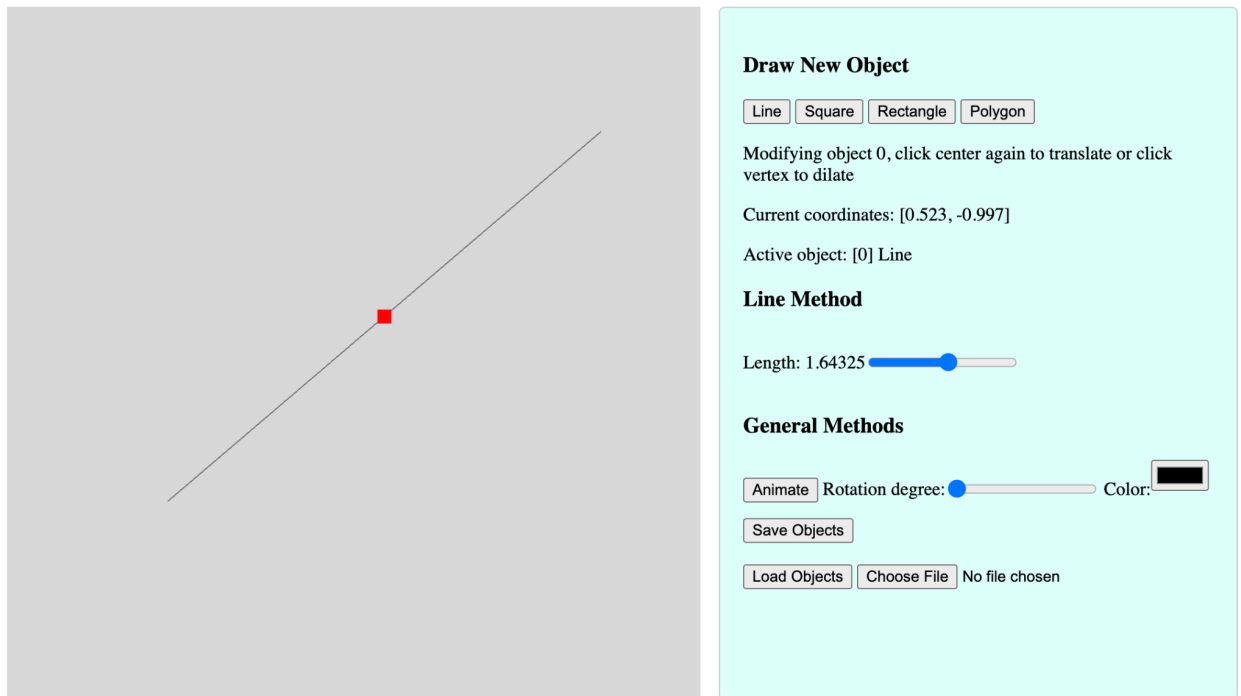 Draw New Object
Line Square Rectangle Polygon
Modifying object 0, click center again to translate or click
vertex to dilate
Current coordinates: [0.523, -0.997]
Active object: [0] Line
Line Method
Length: 1.64325
General Methods
Animate Rotation degree: Color:
Save Objects
Load Objects Choose File No file chosen